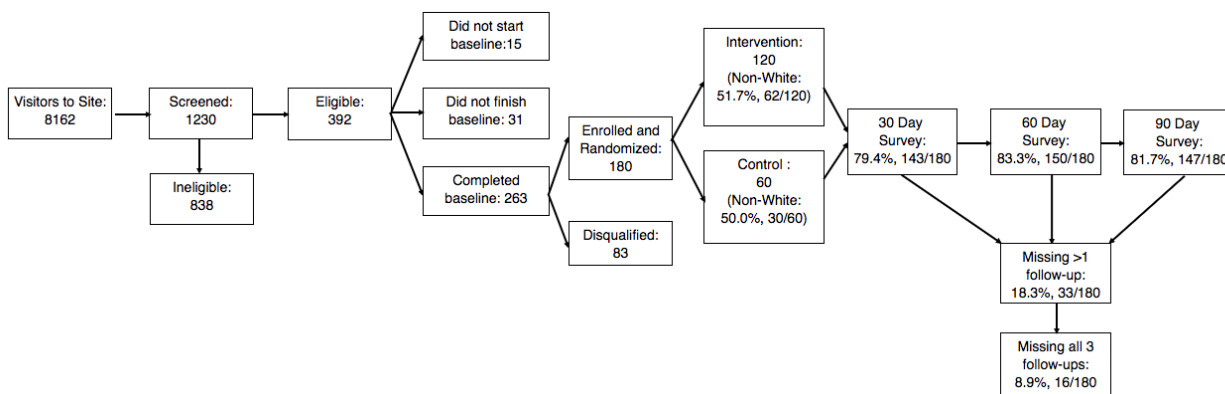 Visitors to Site:
8162
Screened:
1230
Ineligible:
838
Eligible:
392
Did not start
baseline:15
Did not finish
baseline: 31
Completed
baseline: 263
Enrolled and
Randomized:
180
Disqualified:
83
Intervention:
120
(Non-White:
51.7%, 62/120)
Control :
60
(Non-White:
50.0%, 30/60)
30 Day
Survey:
79.4%, 143/180
60 Day
Survey:
83.3%, 150/180
90 Day
Survey:
81.7%, 147/180
Missing >1
follow-up:
18.3%, 33/180
Missing all 3
follow-ups:
8.9%, 16/180